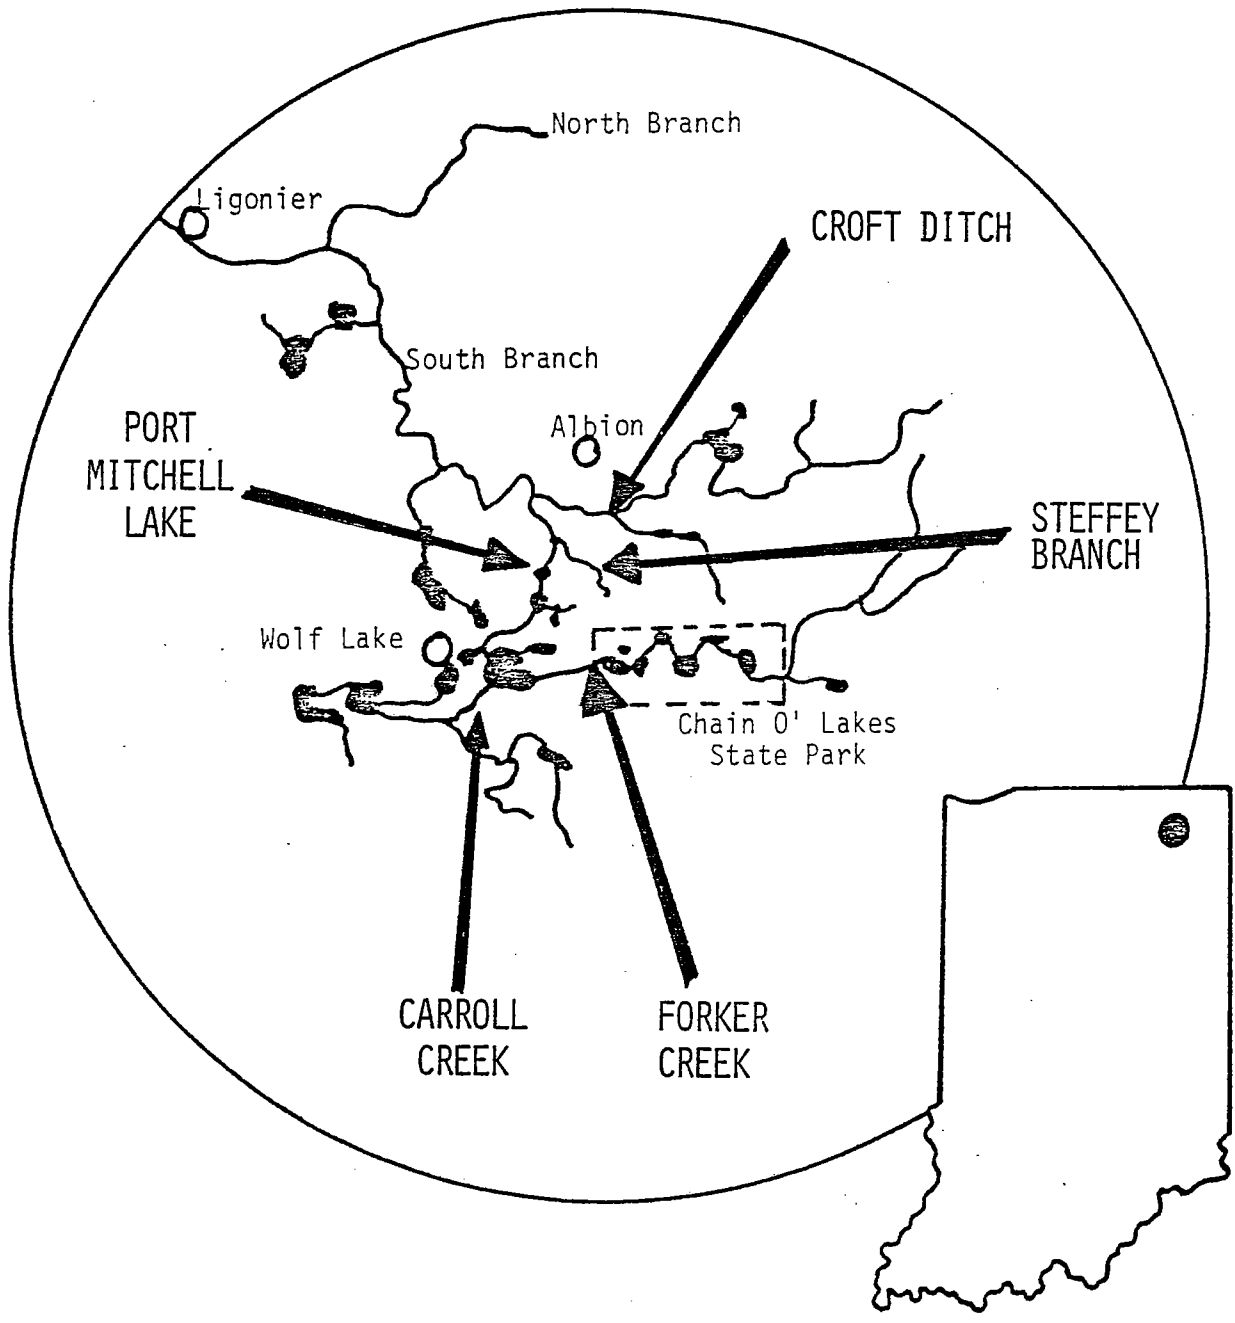 North Branch
Ligonier
CROFT DITCH
South Branch
PORT
MITCHELL
LAKE
Albion
STEFFEY
BRANCH
Wolf Lake
Chain O' Lakes
State Park
CARROLL
CREEK
FORKER
CREEK